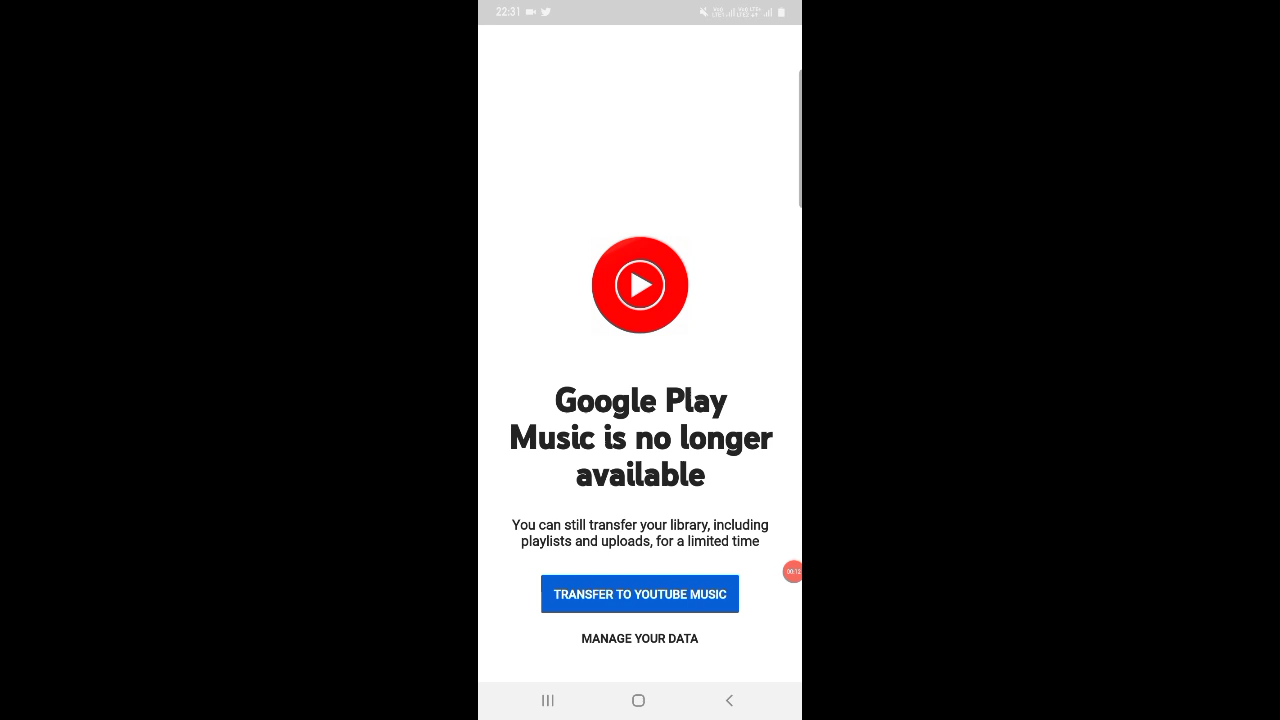 22:31
Google Play
Music is no longer
available
You can still transfer your library, including
playlists and uploads, for a limited time
TRANSFER TO YOUTUBE MUSIC
MANAGE YOUR DATA